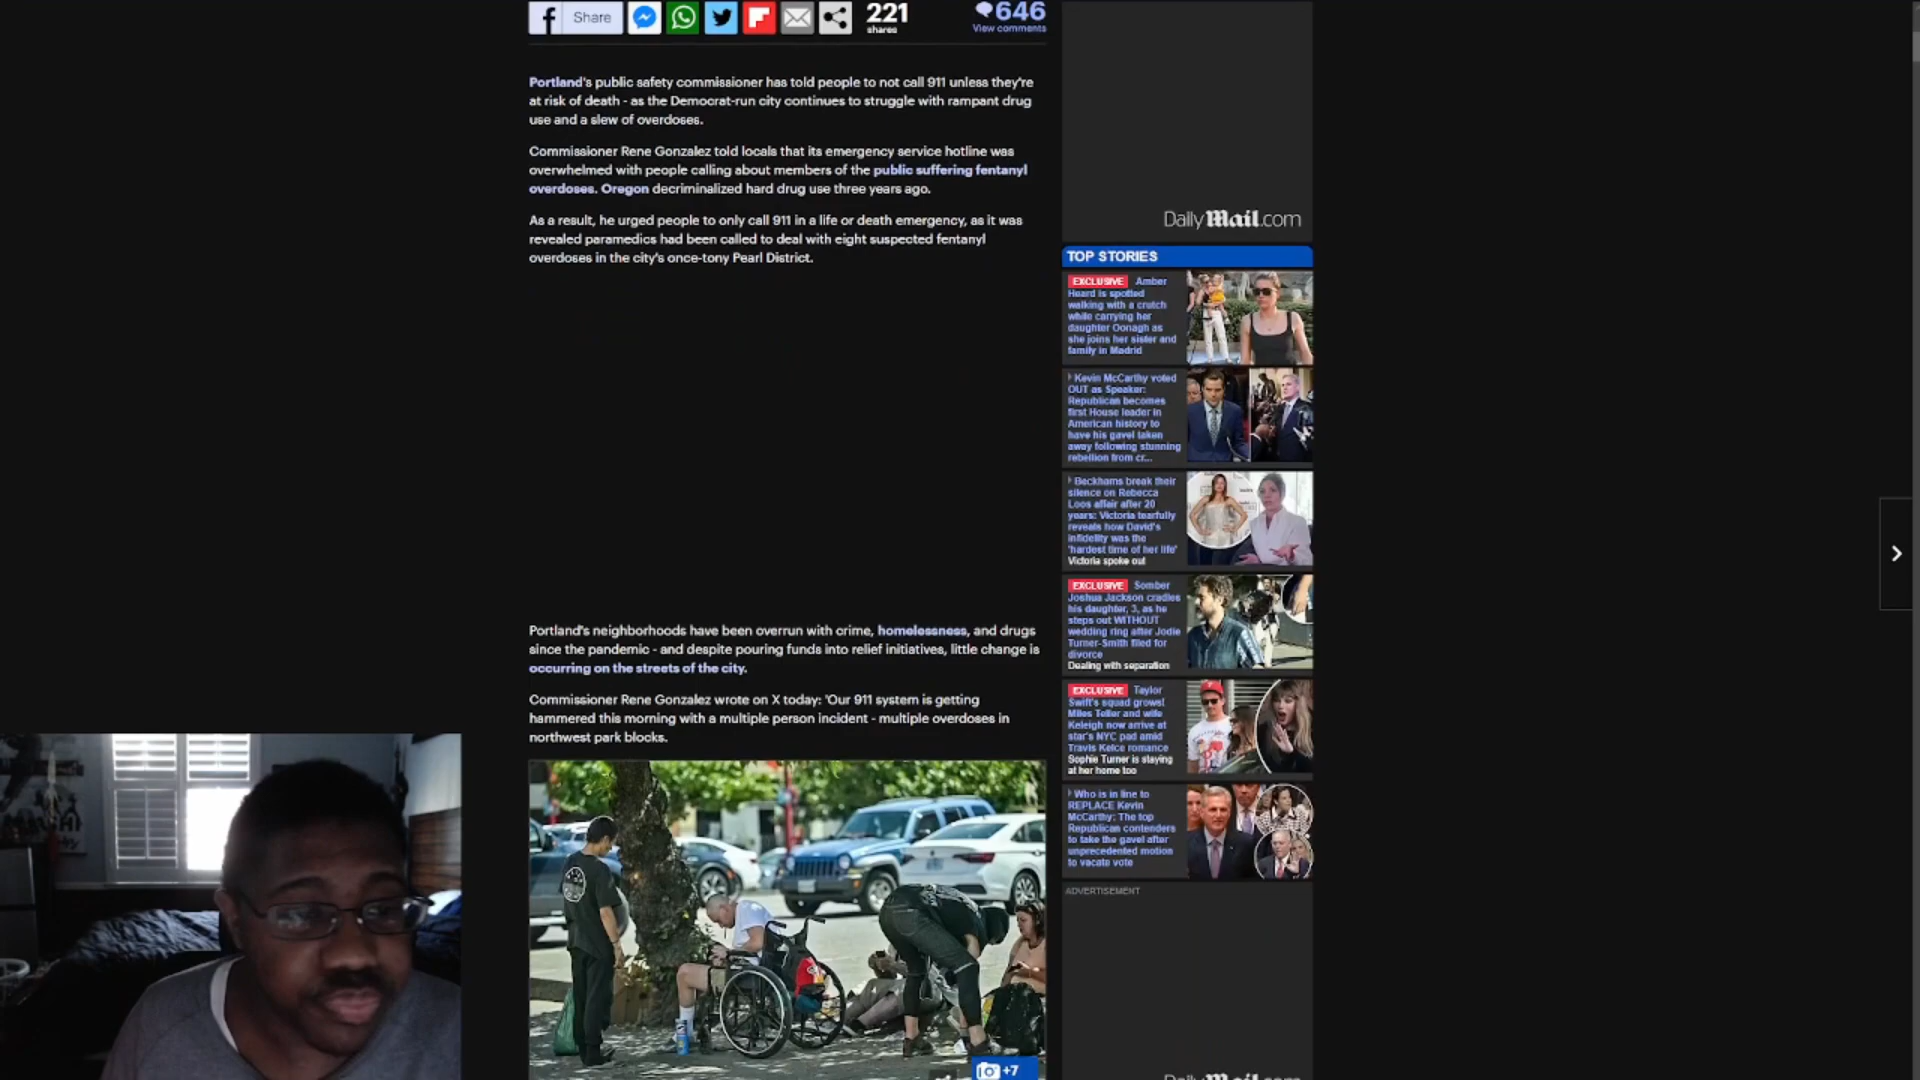 Share
221
shares
646
View comments
Portland's public safety commissioner has told people to not call 911 unless they're
at risk of death - as the Democrat-run city continues to struggle with rampant drug
use and a slew of overdoses.
Commissioner Rene Gonzalez told locals that its emergency service hotline was
overwhelmed with people calling about members of the public suffering fentanyl
overdoses. Oregon decriminalized hard drug use three years ago.
As a result, he urged people to only call 911 in a life or death emergency, as it was
revealed paramedics had been called to deal with eight suspected fentanyl
overdoses in the city's once-tony Pearl District.
Portland's neighborhoods have been overrun with crime, homelessness, and drugs
since the pandemic - and despite pouring funds into relief initiatives, little change is
occurring on the streets of the city.
Commissioner Rene Gonzalez wrote on X today: 'Our 911 system is getting
hammered this morning with a multiple person incident - multiple overdoses in
northwest park blocks.
+7
DailyMail.com
TOP STORIES
EXCLUSIVE Amber
Heard is spotted
walking with a crutch
while carrying her
daughter Oonagh as
she joins her sister and
family in Madrid
Kevin McCarthy voted
OUT as Speaker:
Republican becomes
first House leader in
American history to
have his gavel taken
away following stunning
rebellion from cr...
Beckhams break their
silence on Rebecca
Loos affair after 20
years: Victoria tearfully
reveals how David's
infidelity was the
'hardest time of her life'
Victoria spoke out
EXCLUSIVE Somber
Joshua Jackson cradles
his daughter, 3, as he
steps out WITHOUT
wedding ring after Jodie
Turner-Smith filed for
divorce
Dealing with separation
EXCLUSIVE Taylor
Swift's squad grows!
Miles Teller and wife
Keleigh now arrive at
star's NYC pad amid
Travis Kelce romance
Sophie Turner is staying
at her home too
Who is in line to
REPLACE Kevin
McCarthy: The top
Republican contenders
to take the gavel after
unprecedented motion
to vacate vote
ADVERTISEMENT